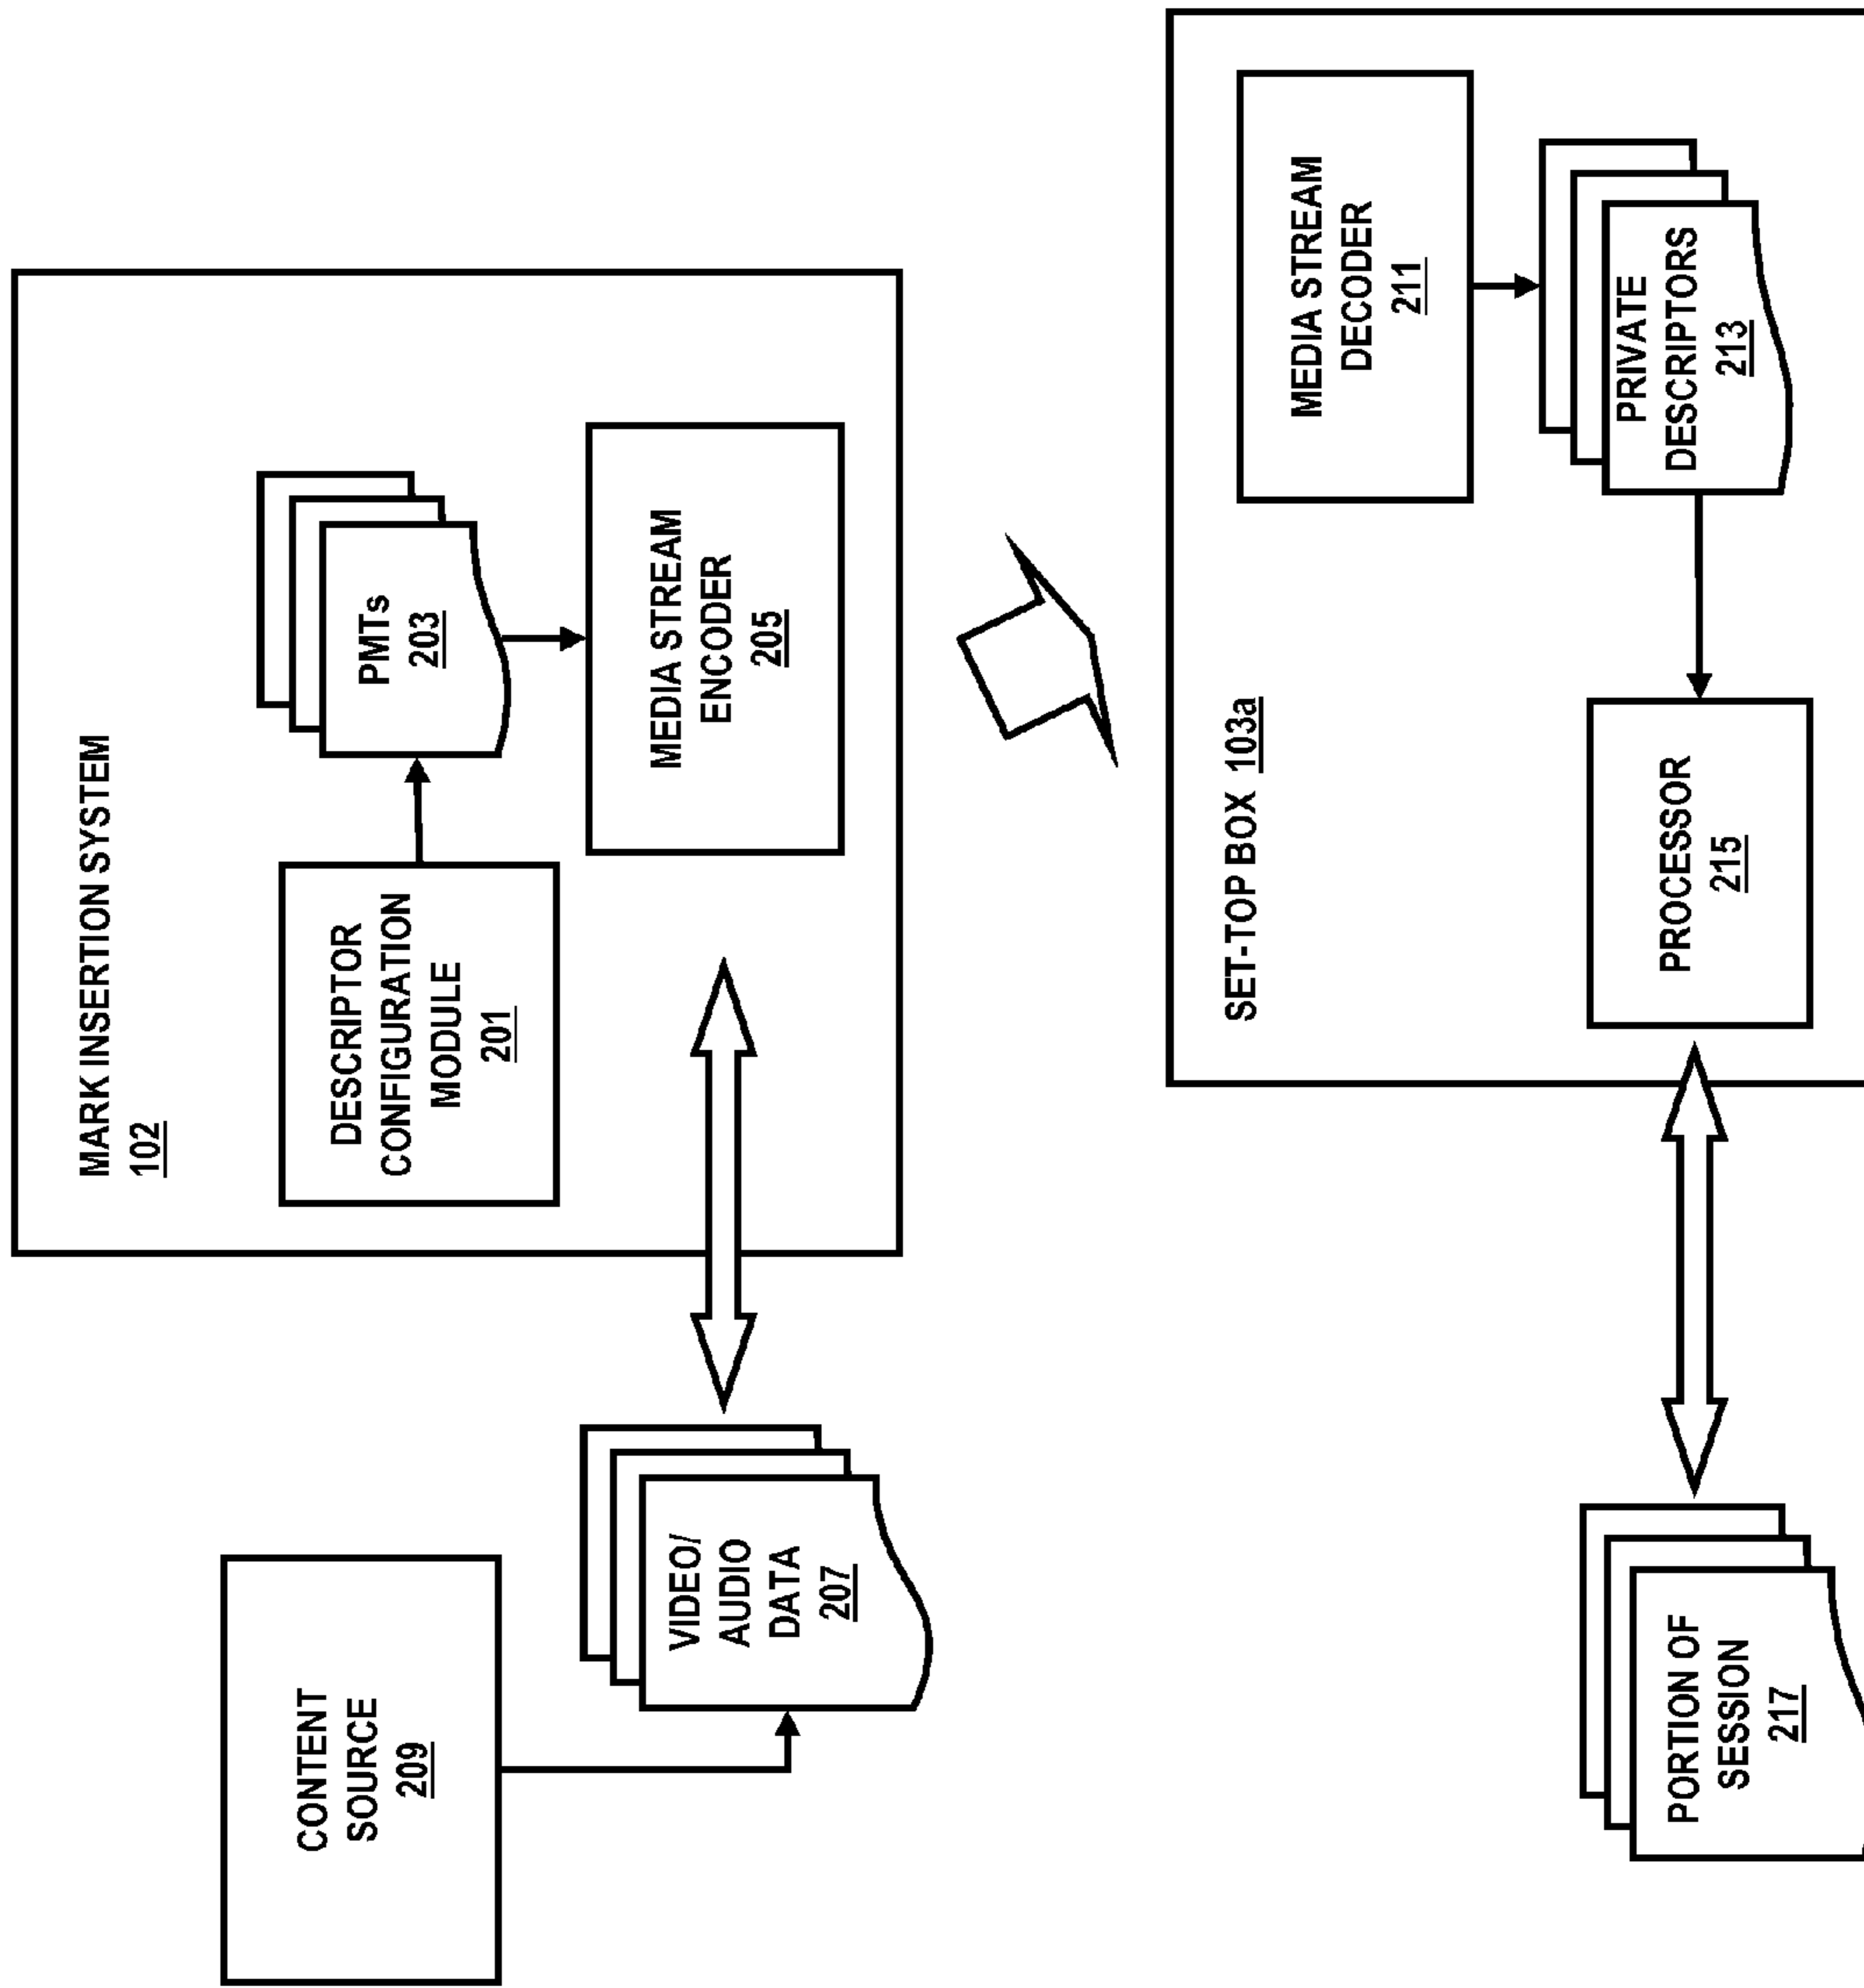 MARK INSERTION SYSTEM
102
DESCRIPTOR
CONFIGURATION
MODULE
201
PMTs
203
MEDIA STREAM
ENCODER
205
CONTENT
SOURCE
209
VIDEO/
AUDIO
DATA
207
SET-TOP BOX 103a
MEDIA STREAM
DECODER
211
PRIVATE
DESCRIPTORS
213
PROCESSOR
215
PORTION OF
SESSION
217